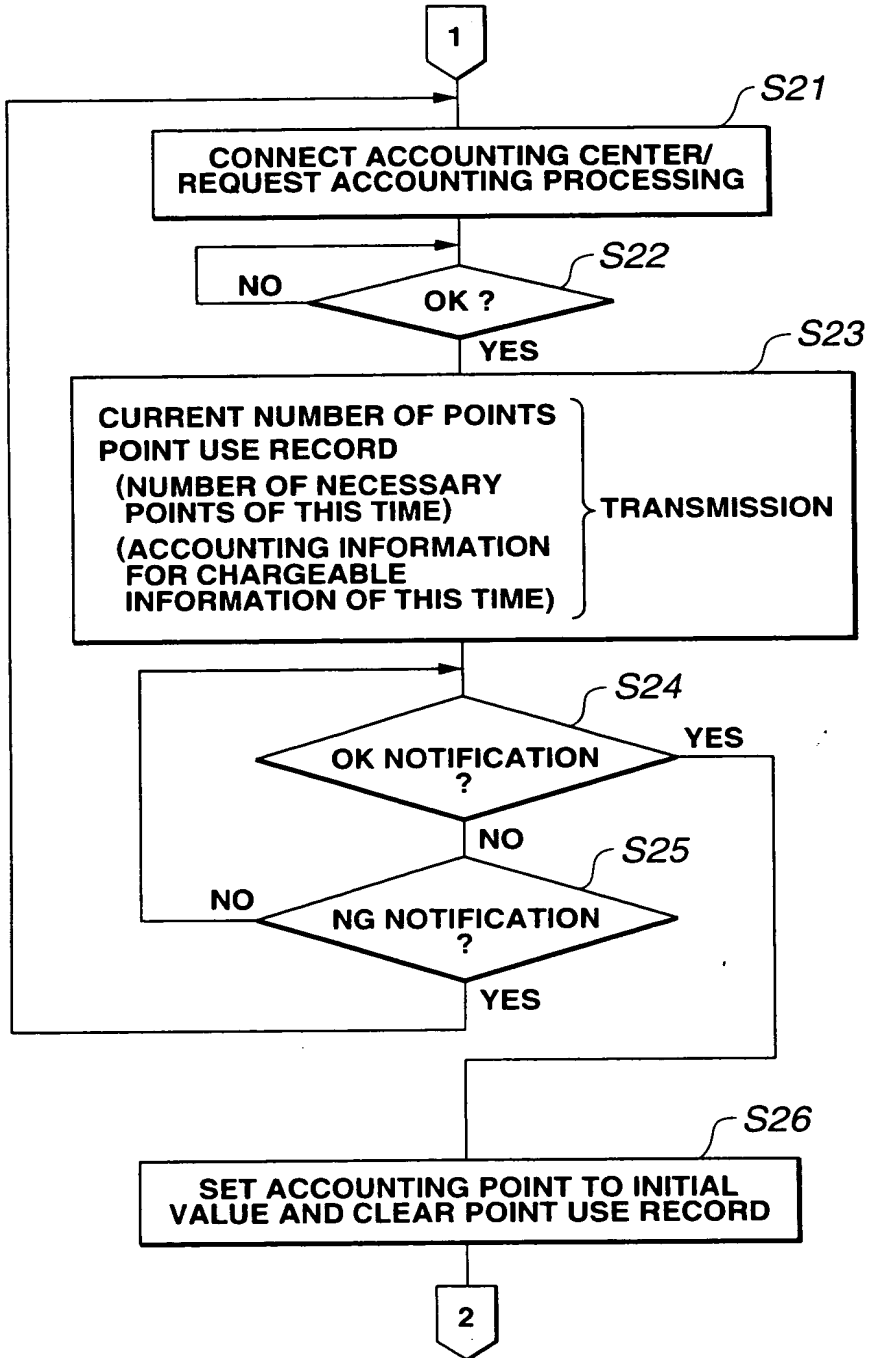 1
S21
CONNECT ACCOUNTING CENTER/
REQUEST ACCOUNTING PROCESSING
S22
NO
OK ?
YES
S23
CURRENT NUMBER OF POINTS
POINT USE RECORD
(NUMBER OF NECESSARY
POINTS OF THIS TIME)
(ACCOUNTING INFORMATION
FOR CHARGEABLE
INFORMATION OF THIS TIME)
TRANSMISSION
S24
YES
OK NOTIFICATION
?
NO
S25
NO
NG NOTIFICATION
?
YES
S26
SET ACCOUNTING POINT TO INITIAL
VALUE AND CLEAR POINT USE RECORD
2